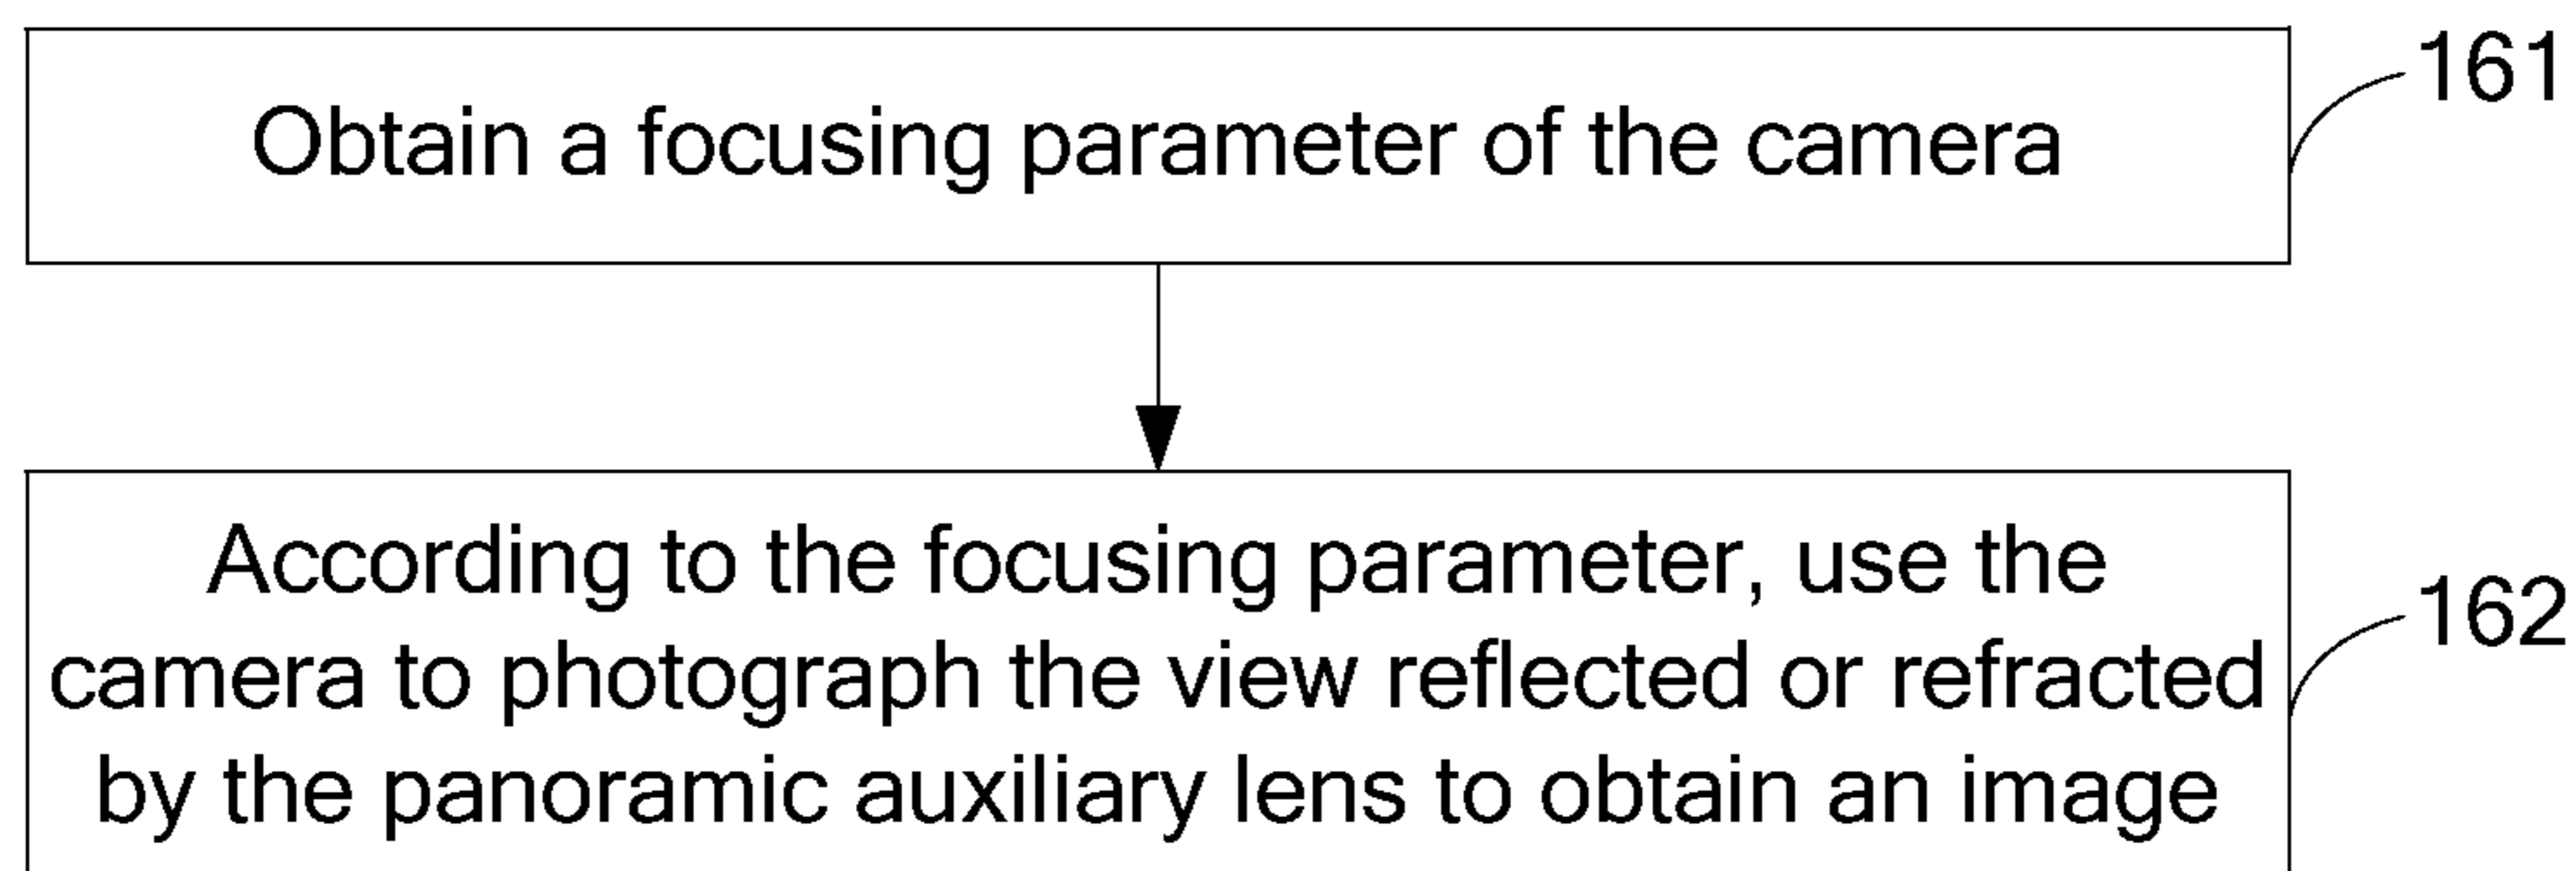 Obtain a focusing parameter of the camera
161
According to the focusing parameter, use the
camera to photograph the view reflected or refracted
by the panoramic auxiliary lens to obtain an image
162